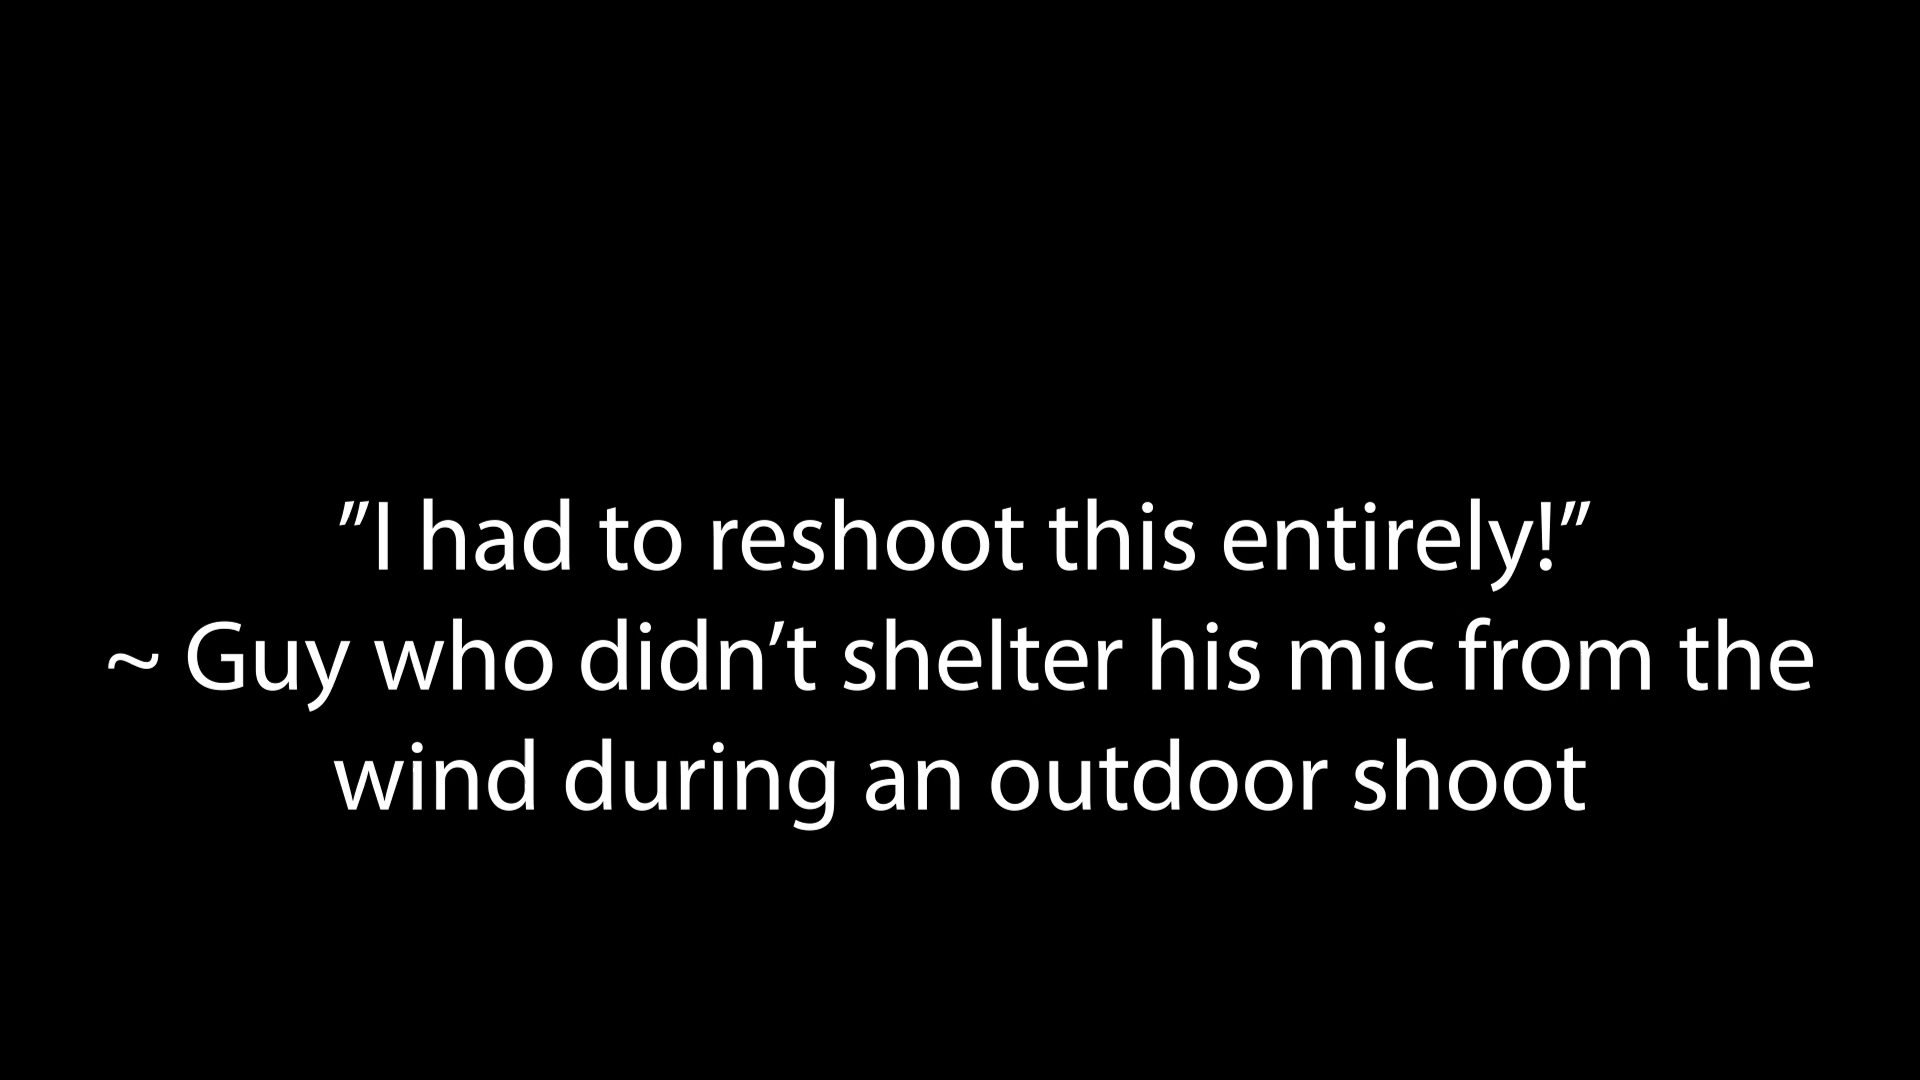 ”I had to reshoot this entirely!”
~ Guy who didn’t shelter his mic from the
wind during an outdoor shoot